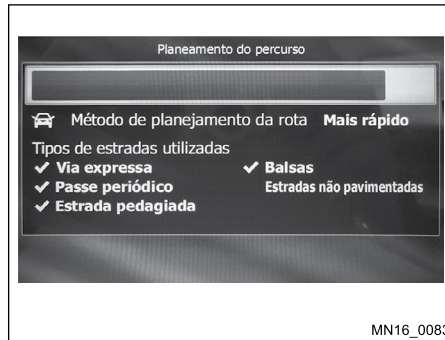 Planeamento do percurso
Método de planejamento da rota Mais rápido
Tipos de estradas utilizadas
✔ Via expressa ✔ Balsas
✔ Passe periódico Estradas não pavimentadas
✔ Estrada pedagiada
MN16_0083